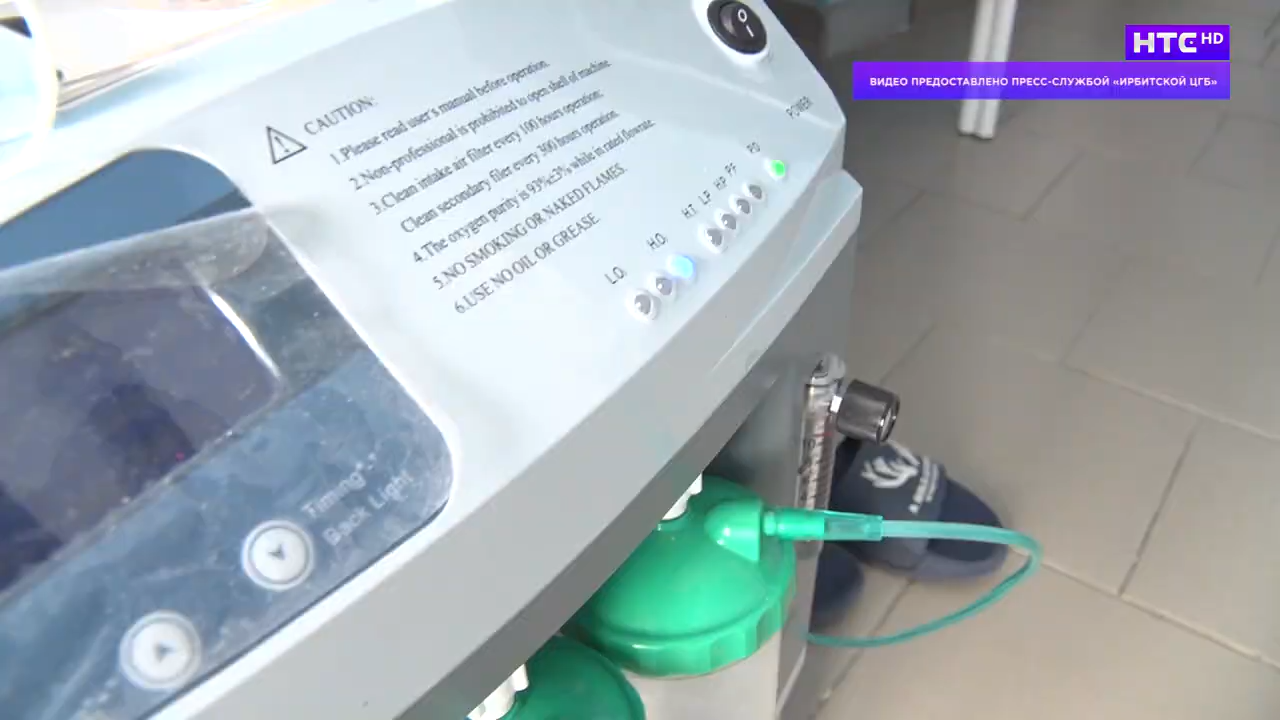 НТС HD
ВИДЕО ПРЕДОСТАВЛЕНО ПРЕСС-СЛУЖБОЙ «ИРБИТСКОЙ ЦГБ»
CAUTION:
1.Please read user's manual before operation.
2.Non-professional is prohibited to open shell of machine.
3.Clean intake air filter every 100 hours operation;
Clean secondary filer every 300 hours operation.
4.The oxygen purity is 93%±3% while in rated flowrate.
5.NO SMOKING OR NAKED FLAMES.
6.USE NO OIL OR GREASE.
L.O. H.O. HT LP HP PF PO POWER
Timing
Back Light